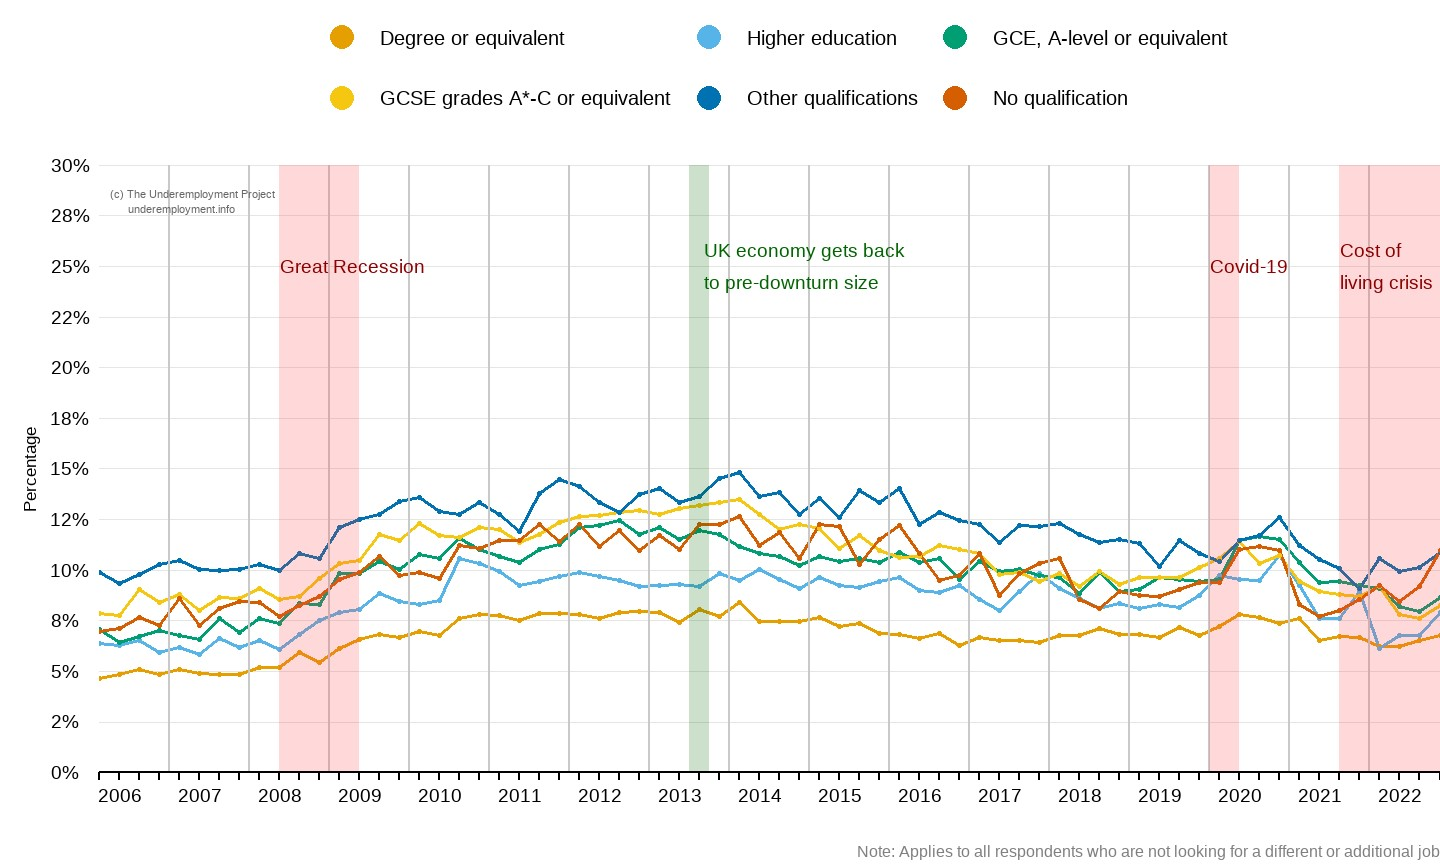 Degree or equivalent
Higher education
GCE, A-level or equivalent
GCSE grades A*-C or equivalent
Other qualifications
No qualification
30%
28%
25%
22%
20%
18%
15%
12%
10%
8%
5%
2%
0%
Percentage
(c) The Underemployment Project
underemployment.info
Great Recession
UK economy gets back
to pre-downturn size
Covid-19
Cost of
living crisis
2006
2007
2008
2009
2010
2011
2012
2013
2014
2015
2016
2017
2018
2019
2020
2021
2022
Note: Applies to all respondents who are not looking for a different or additional job